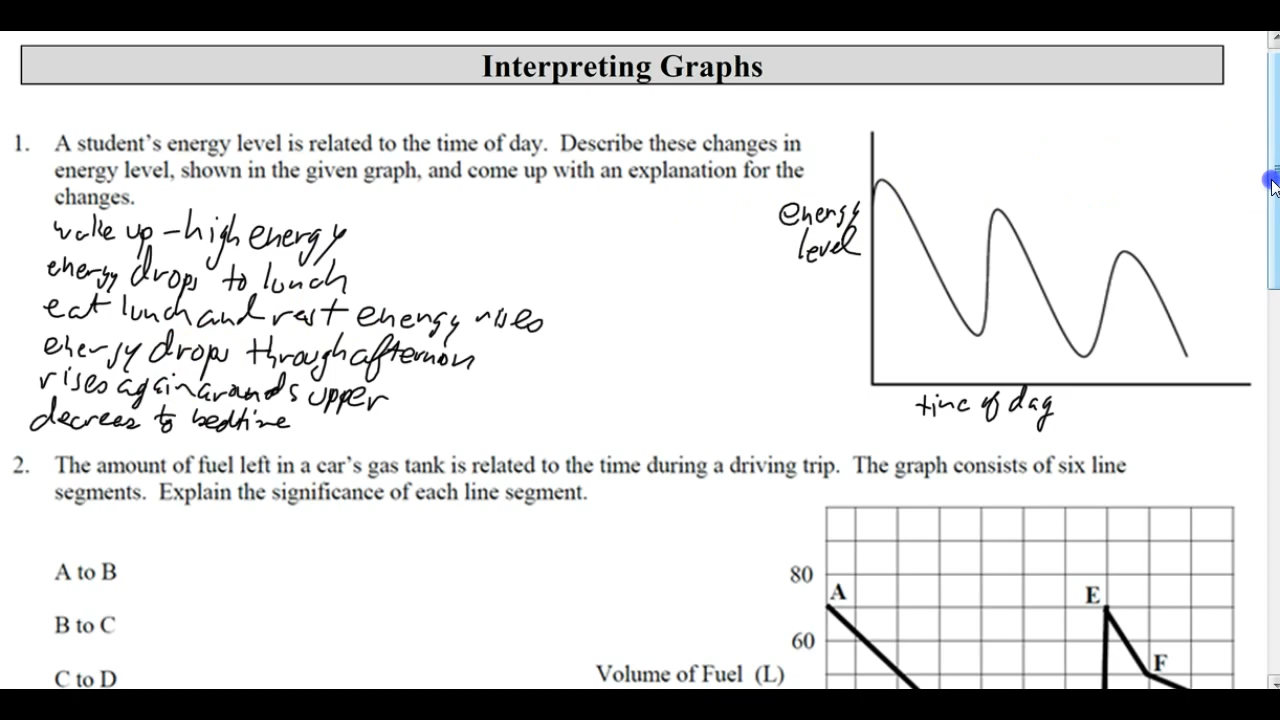 Interpreting Graphs
1. A student's energy level is related to the time of day. Describe these changes in
energy level, shown in the given graph, and come up with an explanation for the
changes.
wake up - high energy
energy drops to lunch
eat lunch and rest energy rises
energy drops through afternoon
rises again around supper
decreases to bedtime
energy
level
time of day
2. The amount of fuel left in a car's gas tank is related to the time during a driving trip. The graph consists of six line
segments. Explain the significance of each line segment.
A to B
B to C
C to D
Volume of Fuel (L)
80
60
A
E
F